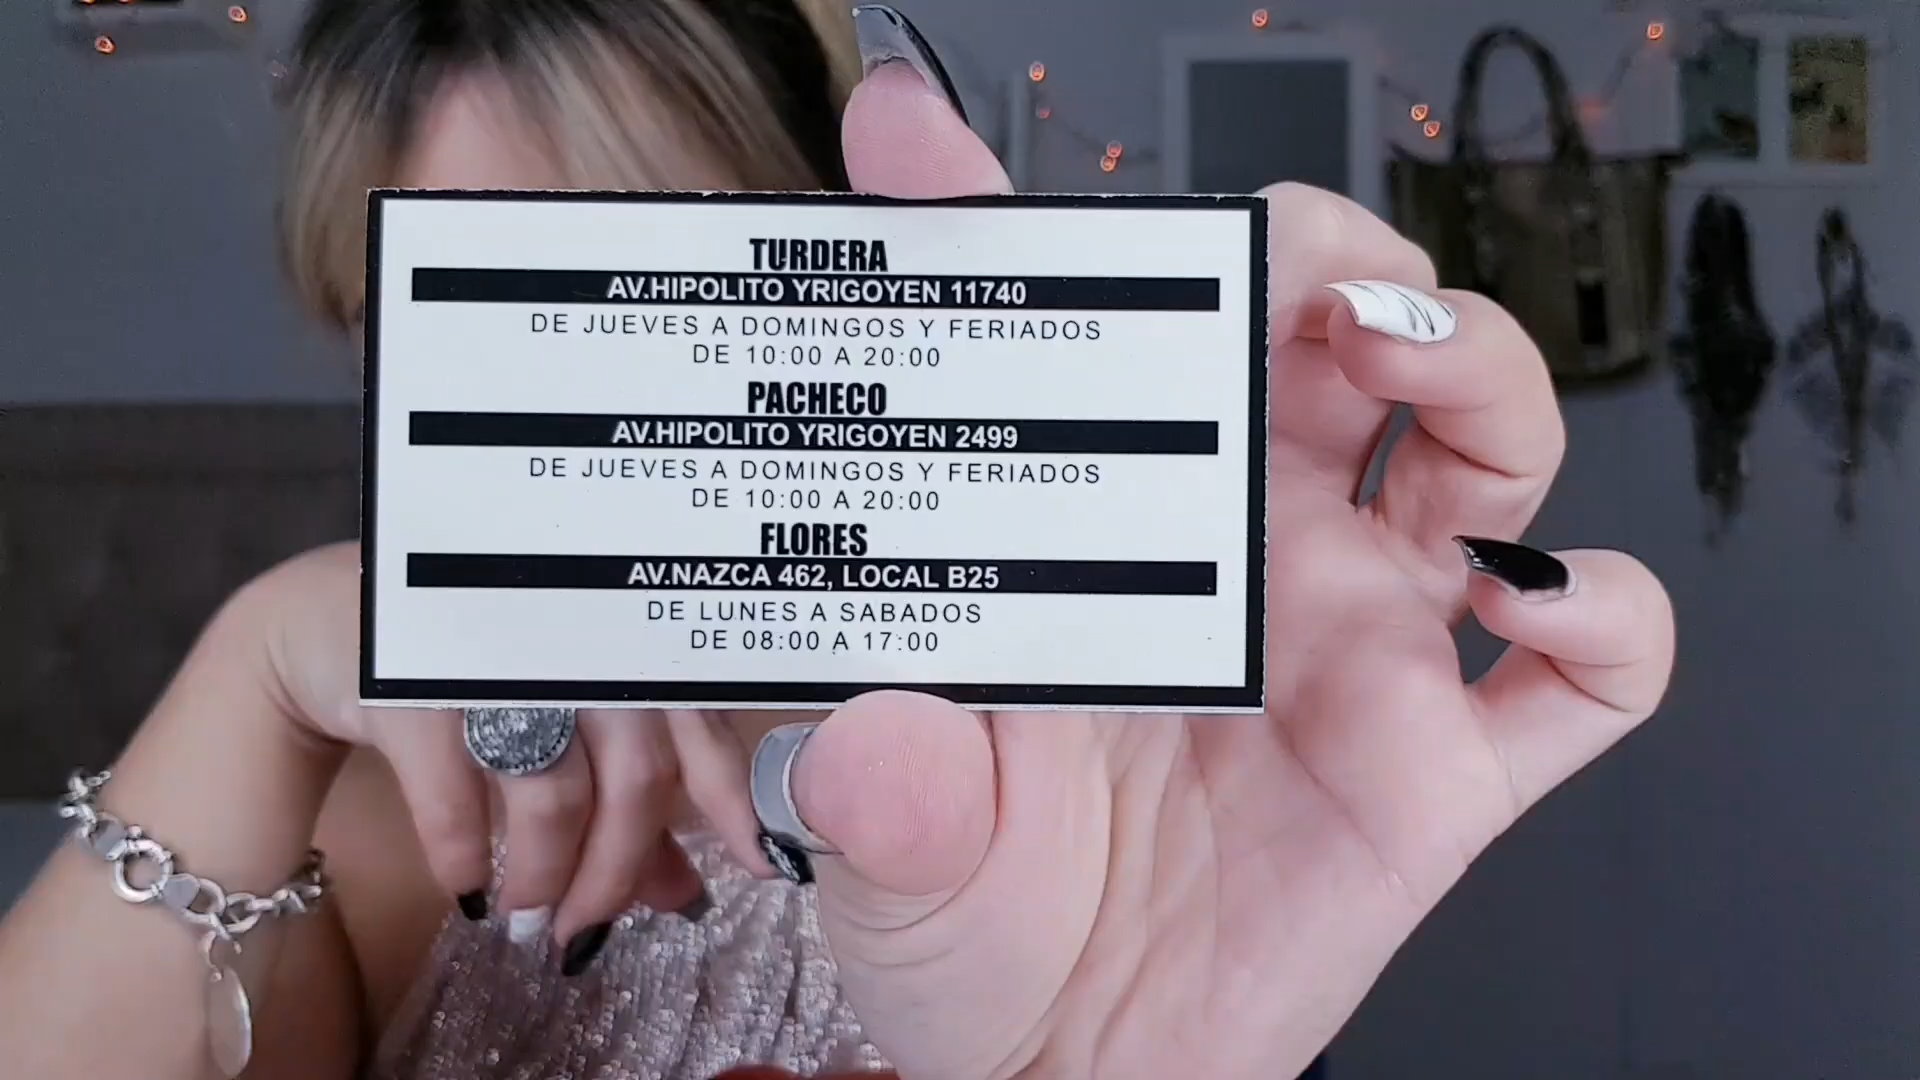 TURDERA
AV.HIPOLITO YRIGOYEN 11740
DE JUEVES A DOMINGOS Y FERIADOS
DE 10:00 A 20:00
PACHECO
AV.HIPOLITO YRIGOYEN 2499
DE JUEVES A DOMINGOS Y FERIADOS
DE 10:00 A 20:00
FLORES
AV.NAZCA 462, LOCAL B25
DE LUNES A SABADOS
DE 08:00 A 17:00